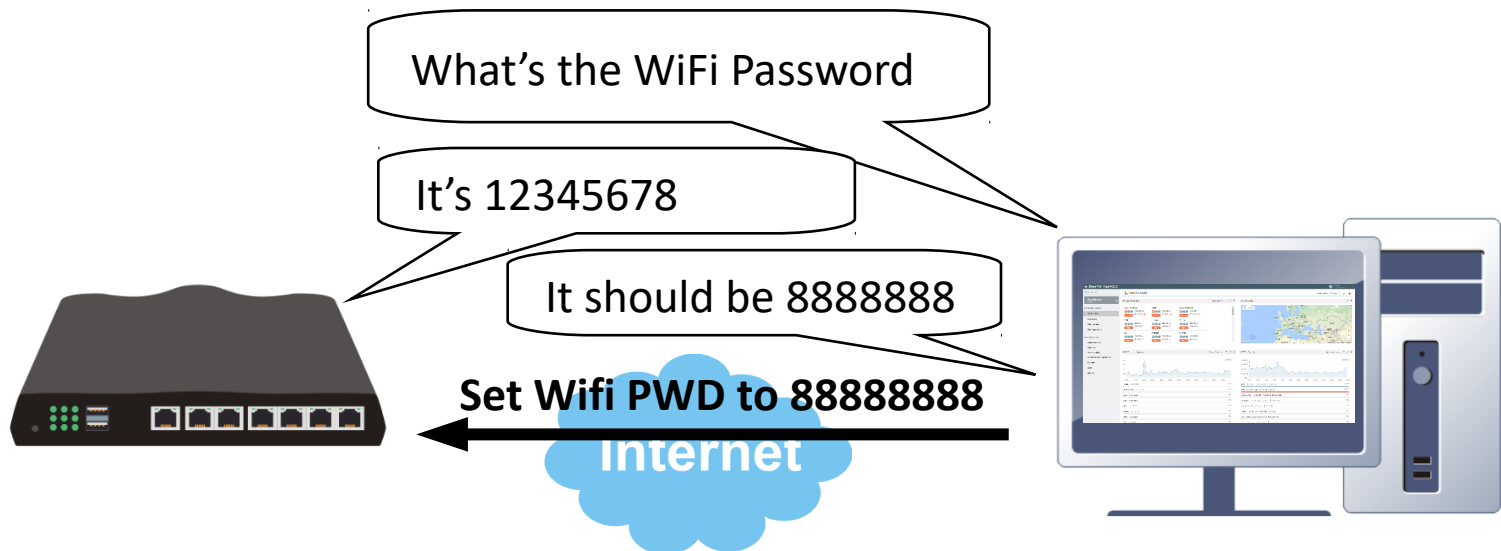 What’s the WiFi Password
It’s 12345678
It should be 8888888
Set Wifi PWD to 88888888
Internet